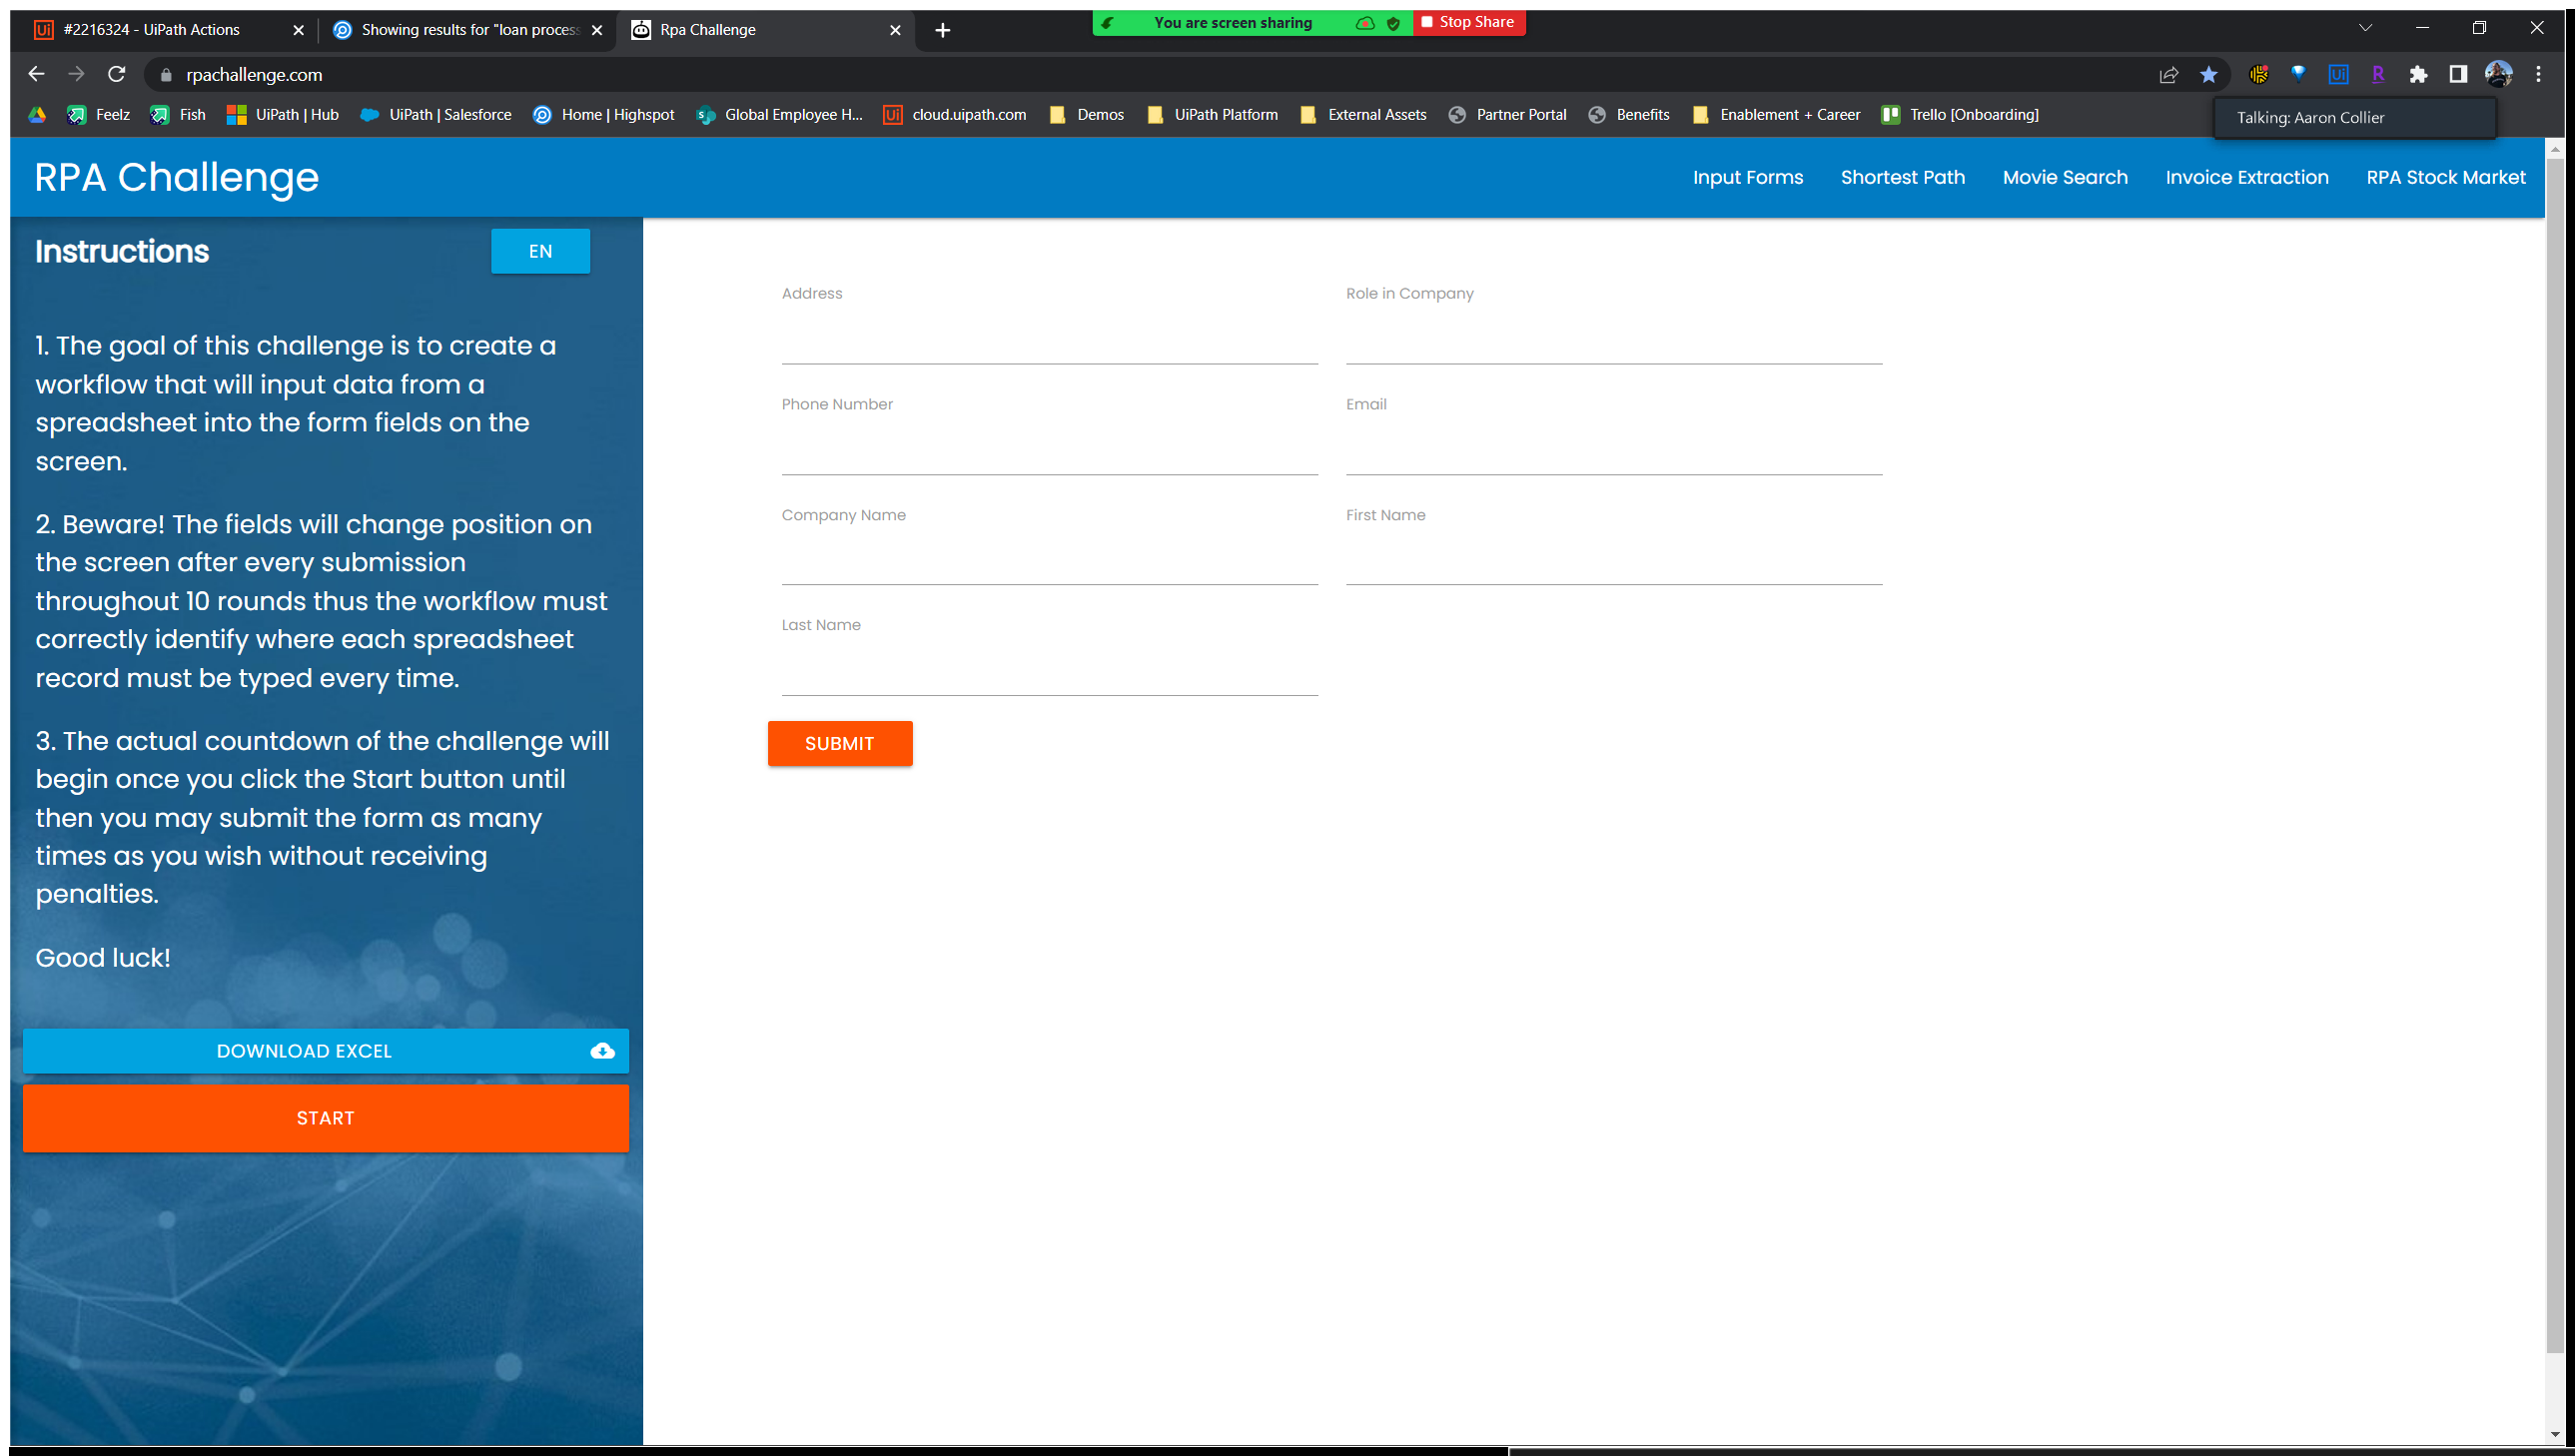 #2216324 - UiPath Actions
Showing results for "loan process
Rpa Challenge
You are screen sharing
Stop Share
rpachallenge.com
Feelz
Fish
UiPath | Hub
UiPath | Salesforce
Home | Highspot
Global Employee H...
cloud.uipath.com
Demos
UiPath Platform
External Assets
Partner Portal
Benefits
Enablement + Career
Trello [Onboarding]
Talking: Aaron Collier
RPA Challenge
Input Forms
Shortest Path
Movie Search
Invoice Extraction
RPA Stock Market
Instructions
EN
1. The goal of this challenge is to create a
workflow that will input data from a
spreadsheet into the form fields on the
screen.
2. Beware! The fields will change position on
the screen after every submission
throughout 10 rounds thus the workflow must
correctly identify where each spreadsheet
record must be typed every time.
3. The actual countdown of the challenge will
begin once you click the Start button until
then you may submit the form as many
times as you wish without receiving
penalties.
Good luck!
DOWNLOAD EXCEL
START
Address
Role in Company
Phone Number
Email
Company Name
First Name
Last Name
SUBMIT